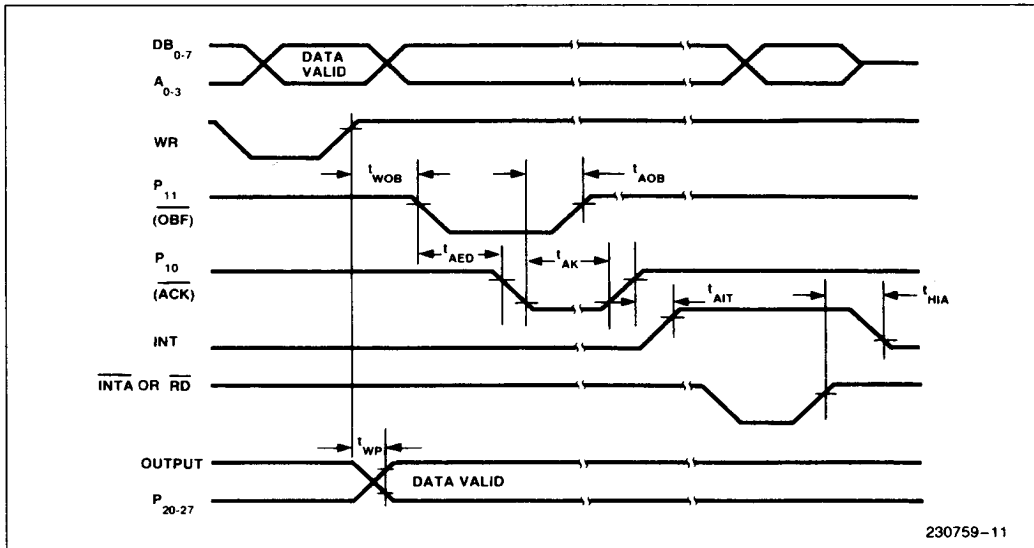 DB0-7
DATA
VALID
A0-3
WR
tWOB
tAOB
P11
(OBF)
tAED
tAK
P10
(ACK)
tAIT
tHIA
INT
INTA OR RD
tWP
OUTPUT
DATA VALID
P20-27
230759-11